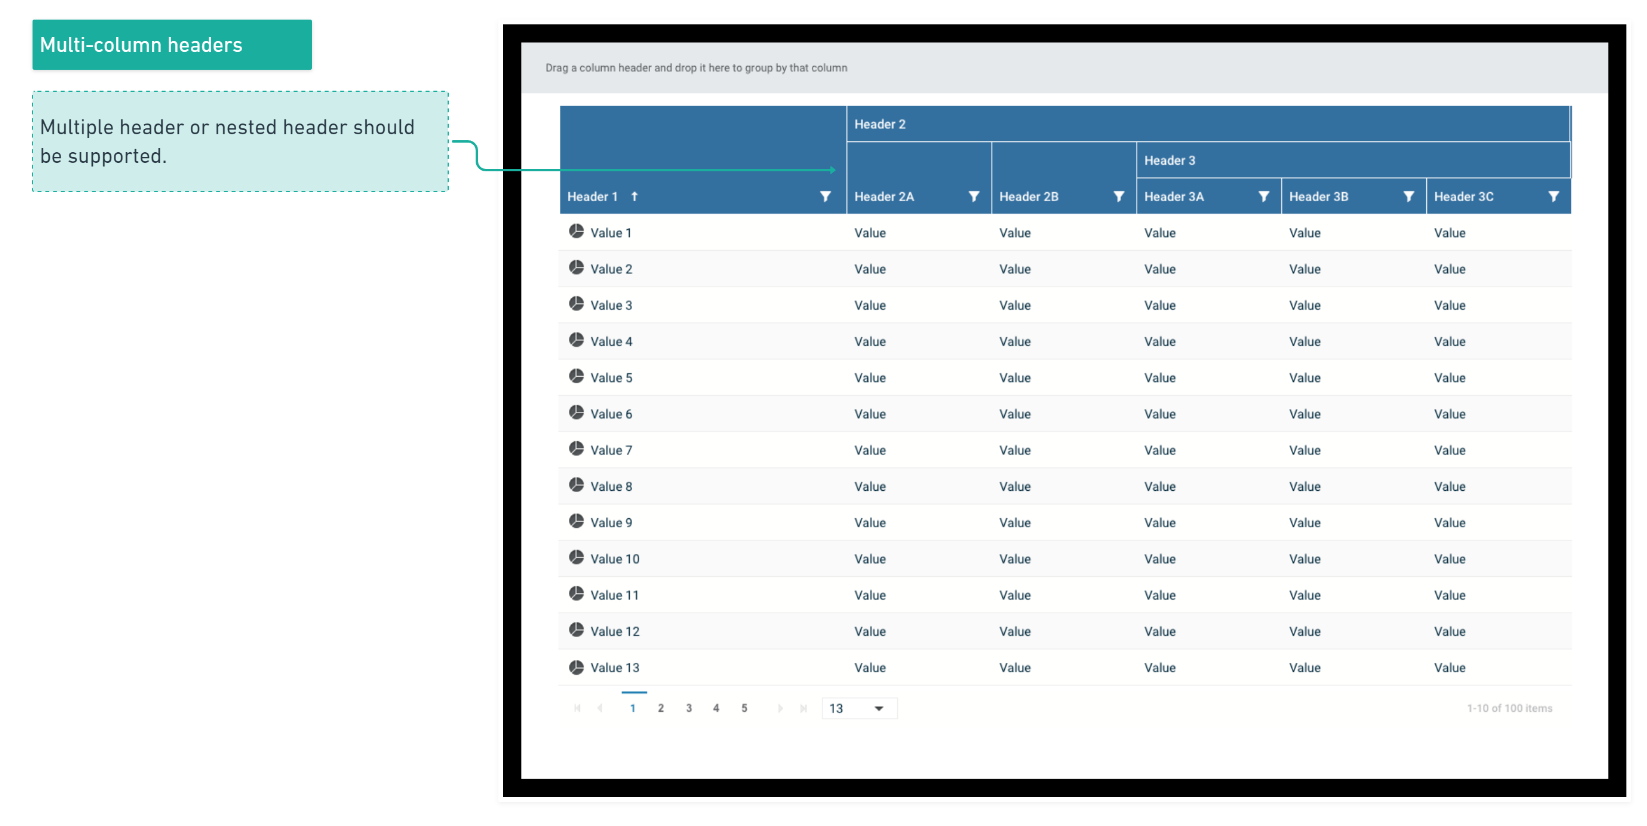 Multi-column headers
Multiple header or nested header should
be supported.
Drag a column header and drop it here to group by that column
Header 2
Header 3
Header 1 ↑ Header 2A Header 2B Header 3A Header 3B Header 3C
Value 1 Value Value Value Value Value
Value 2 Value Value Value Value Value
Value 3 Value Value Value Value Value
Value 4 Value Value Value Value Value
Value 5 Value Value Value Value Value
Value 6 Value Value Value Value Value
Value 7 Value Value Value Value Value
Value 8 Value Value Value Value Value
Value 9 Value Value Value Value Value
Value 10 Value Value Value Value Value
Value 11 Value Value Value Value Value
Value 12 Value Value Value Value Value
Value 13 Value Value Value Value Value
1 2 3 4 5 13 1-10 of 100 items